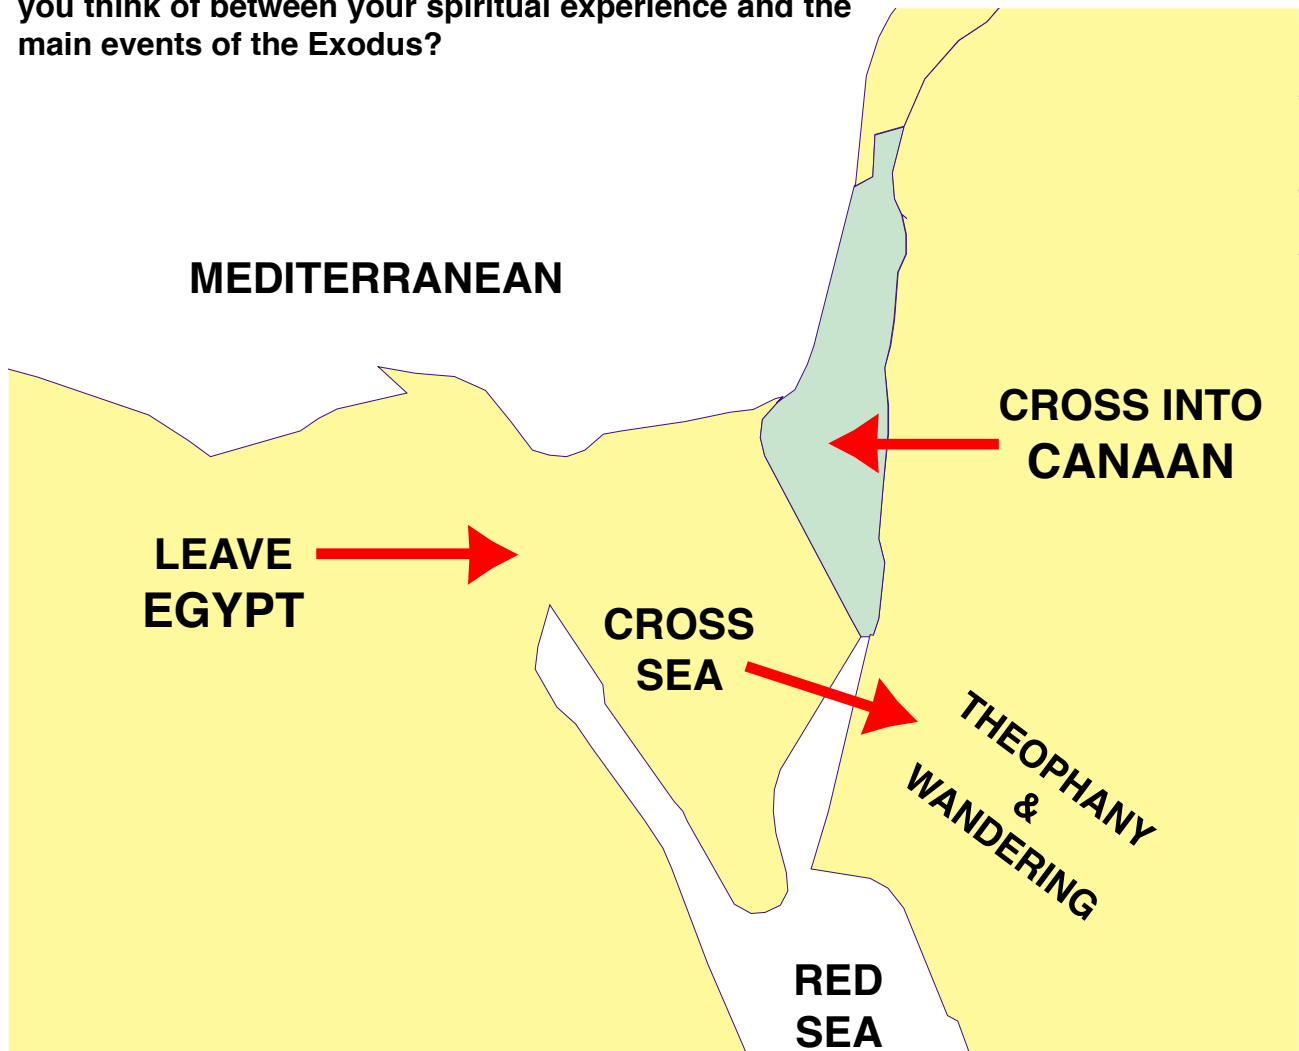 you think of between your spiritual experience and the
main events of the Exodus?
MEDITERRANEAN
CROSS INTO
CANAAN
LEAVE
EGYPT
CROSS
SEA
THEOPHANY
&
WANDERING
RED
SEA